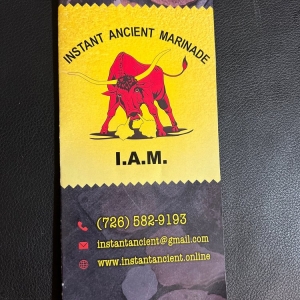 INSTANT ANCIENT MARINADE
I.A.M.
(726) 582-9193
instantancient@gmail.com
www.instantancient.online